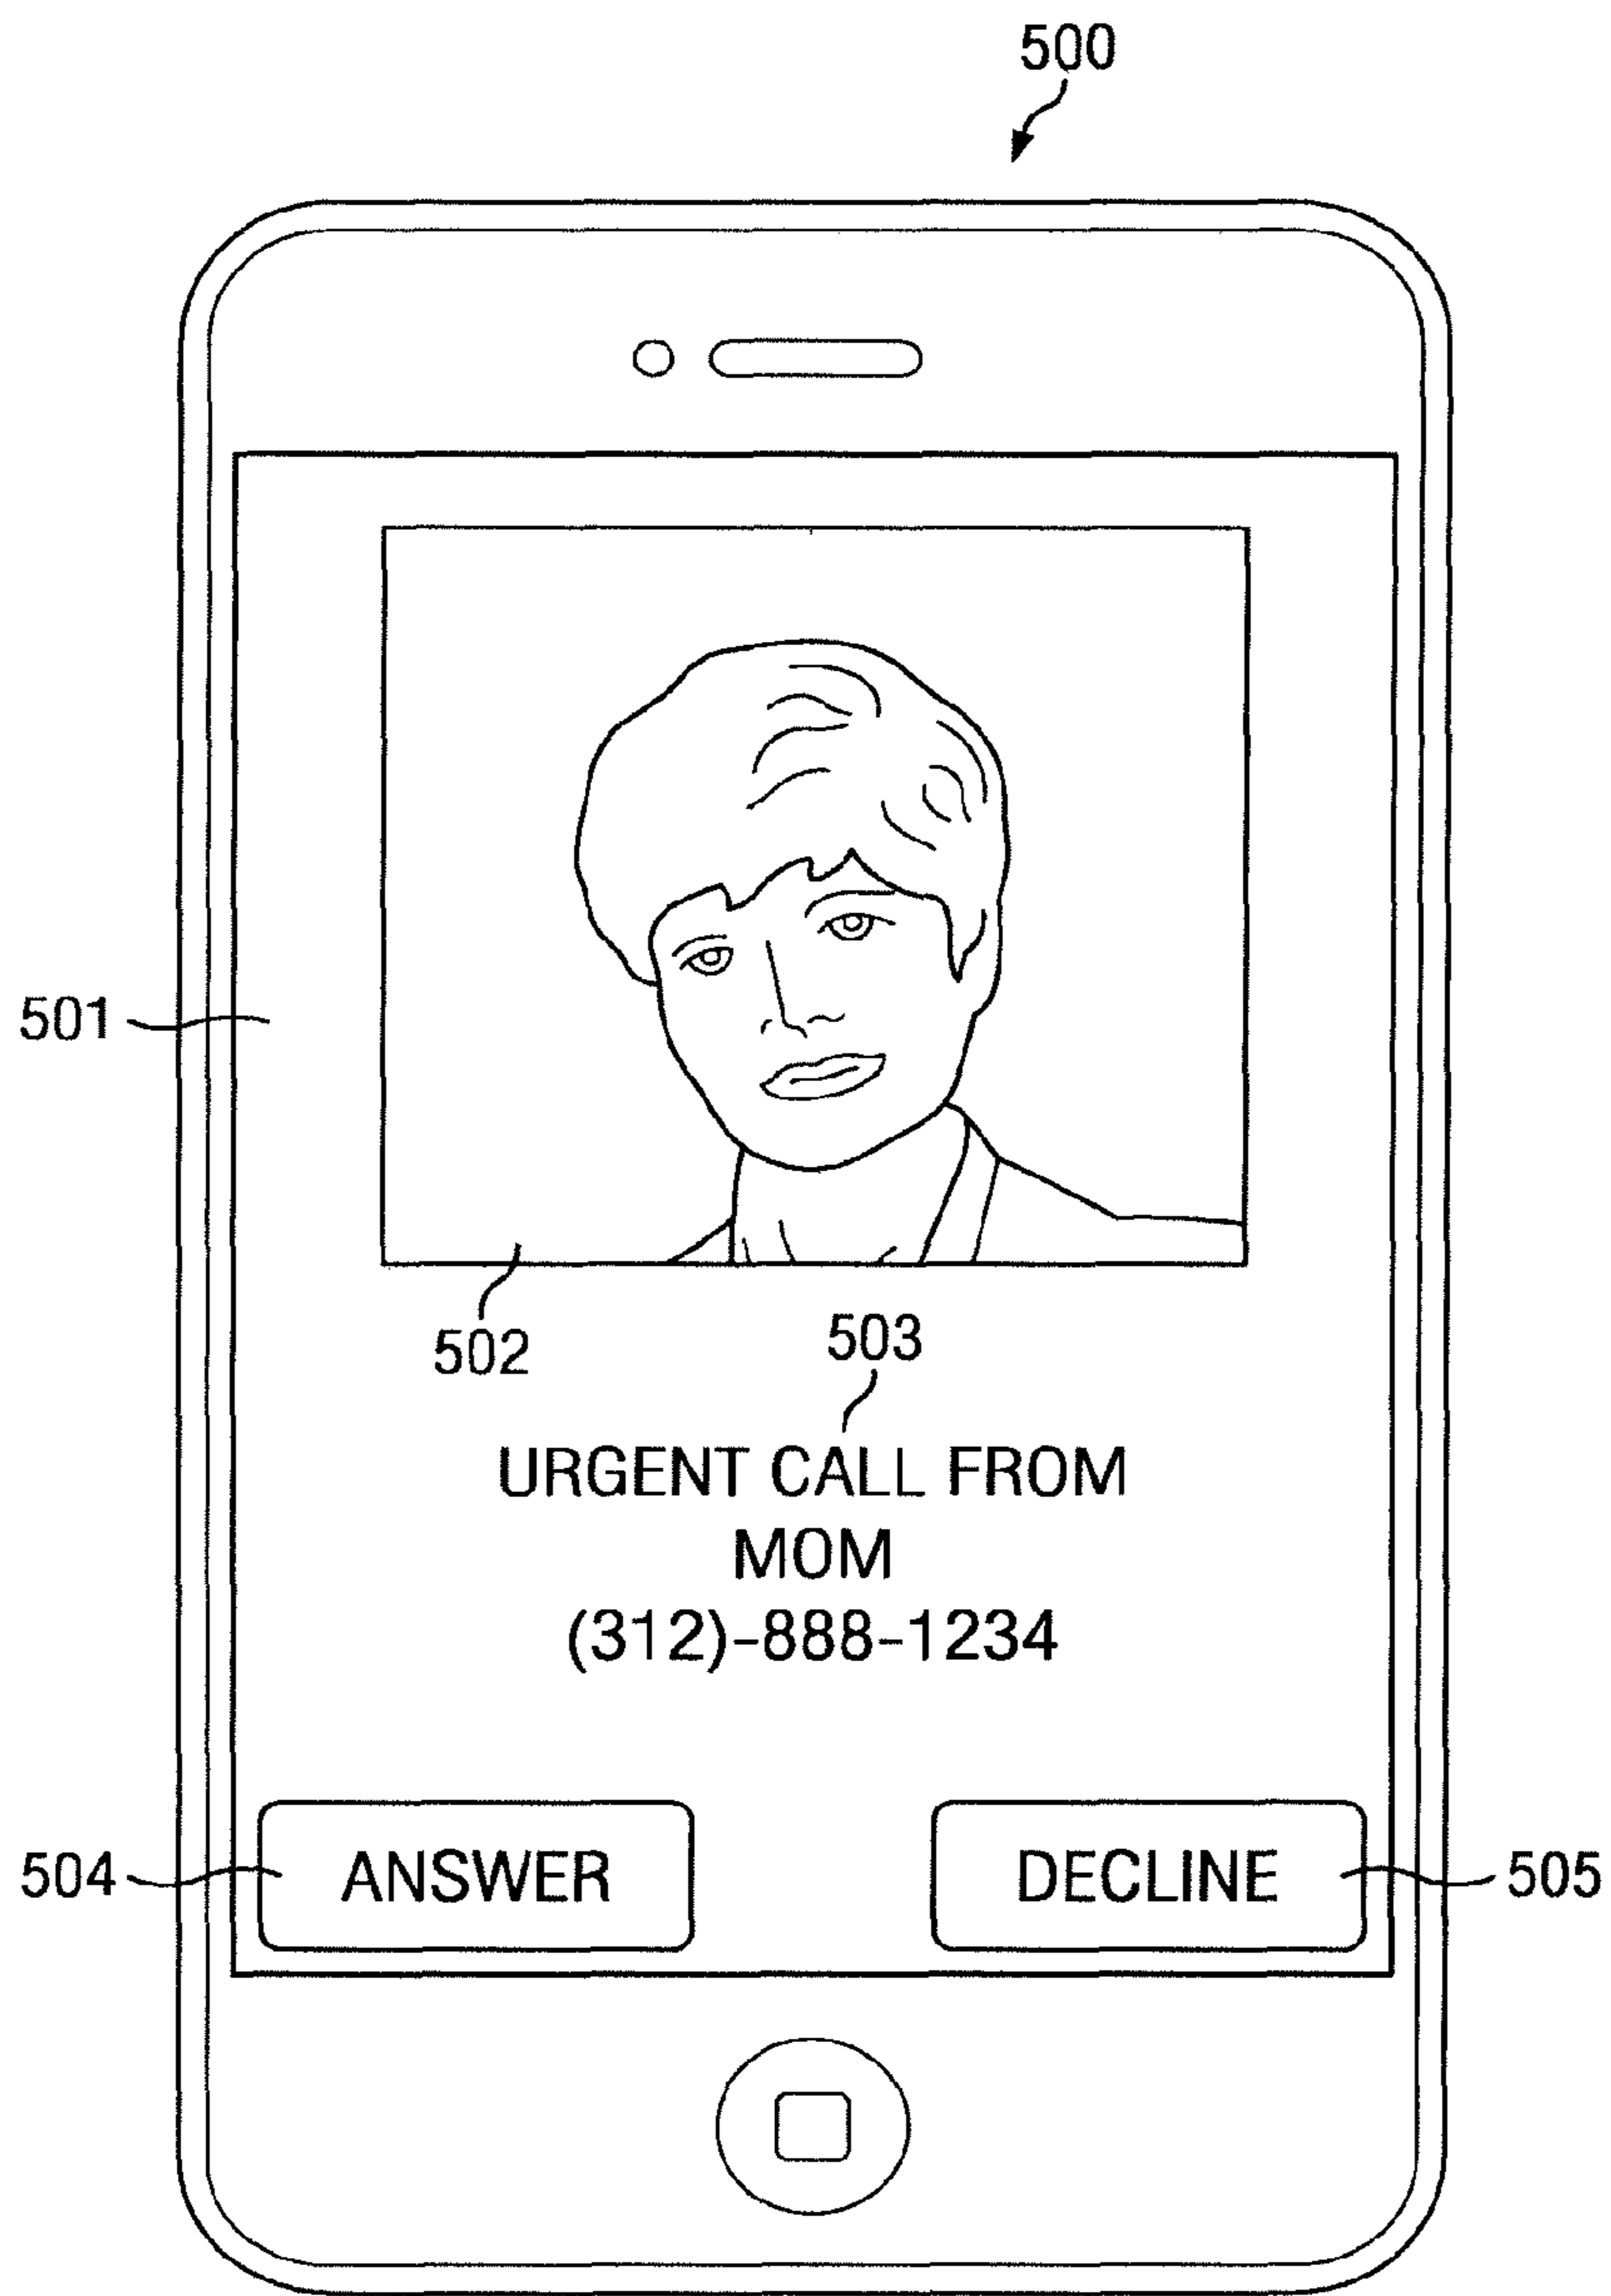 500
501
502
503
URGENT CALL FROM
MOM
(312)-888-1234
504
ANSWER
DECLINE
505